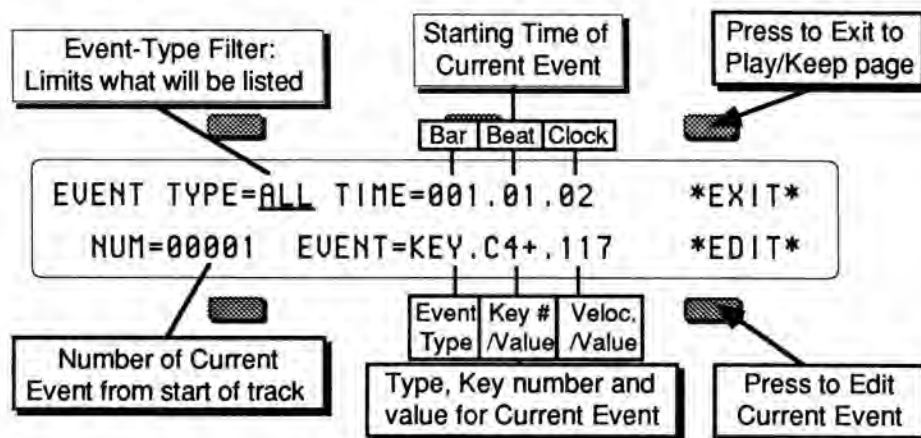 Event-Type Filter:
Limits what will be listed
Starting Time of
Current Event
Press to Exit to
Play/Keep page
Bar Beat Clock
EVENT TYPE=ALL TIME=001.01.02 *EXIT*
NUM=00001 EVENT=KEY.C4+.117 *EDIT*
Event Type
Key # /Value
Veloc. /Value
Number of Current
Event from start of track
Type, Key number and
value for Current Event
Press to Edit
Current Event